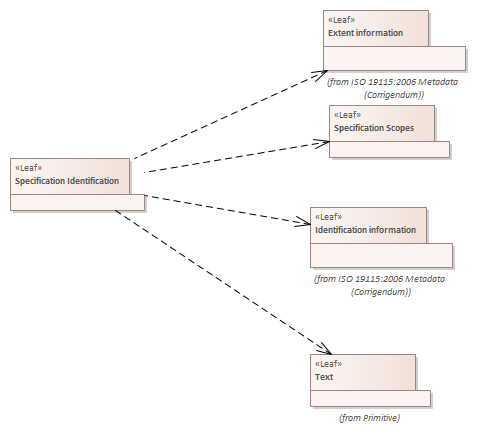 «Leaf»
Extent information
(from ISO 19115:2006 Metadata
(Corrigendum))
«Leaf»
Specification Scopes
«Leaf»
Specification Identification
«Leaf»
Identification information
(from ISO 19115:2006 Metadata
(Corrigendum))
«Leaf»
Text
(from Primitive)